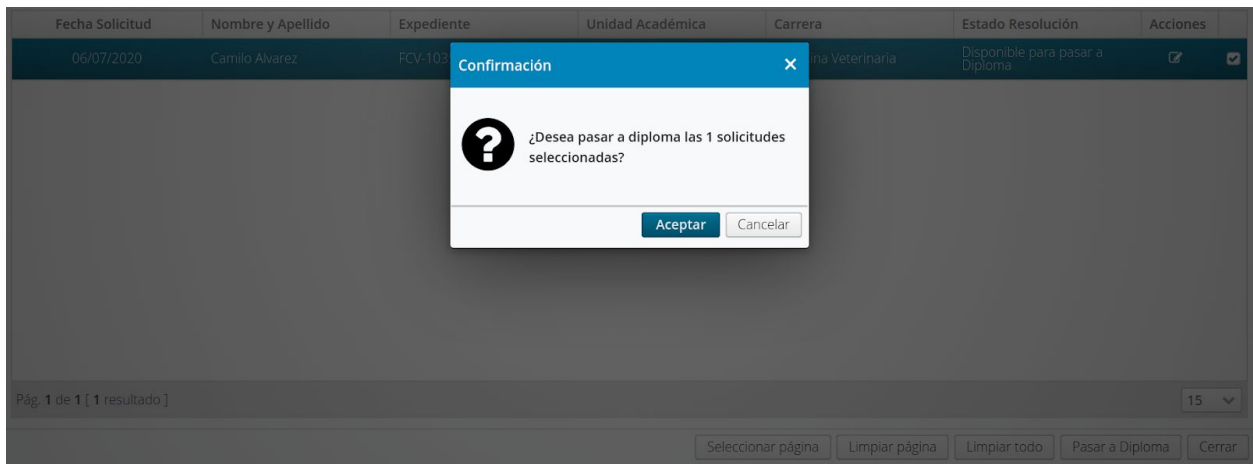 Fecha Solicitud Nombre y Apellido Expediente Unidad Académica Carrera Estado Resolución Acciones
06/07/2020 Camilo Alvarez FCV-103 Veterinaria Disponible para pasar a
Diploma
Confirmación
¿Desea pasar a diploma las 1 solicitudes
seleccionadas?
Aceptar Cancelar
Pág. 1 de 1 [ 1 resultado ] 15
Seleccionar página Limpiar página Limpiar todo Pasar a Diploma Cerrar